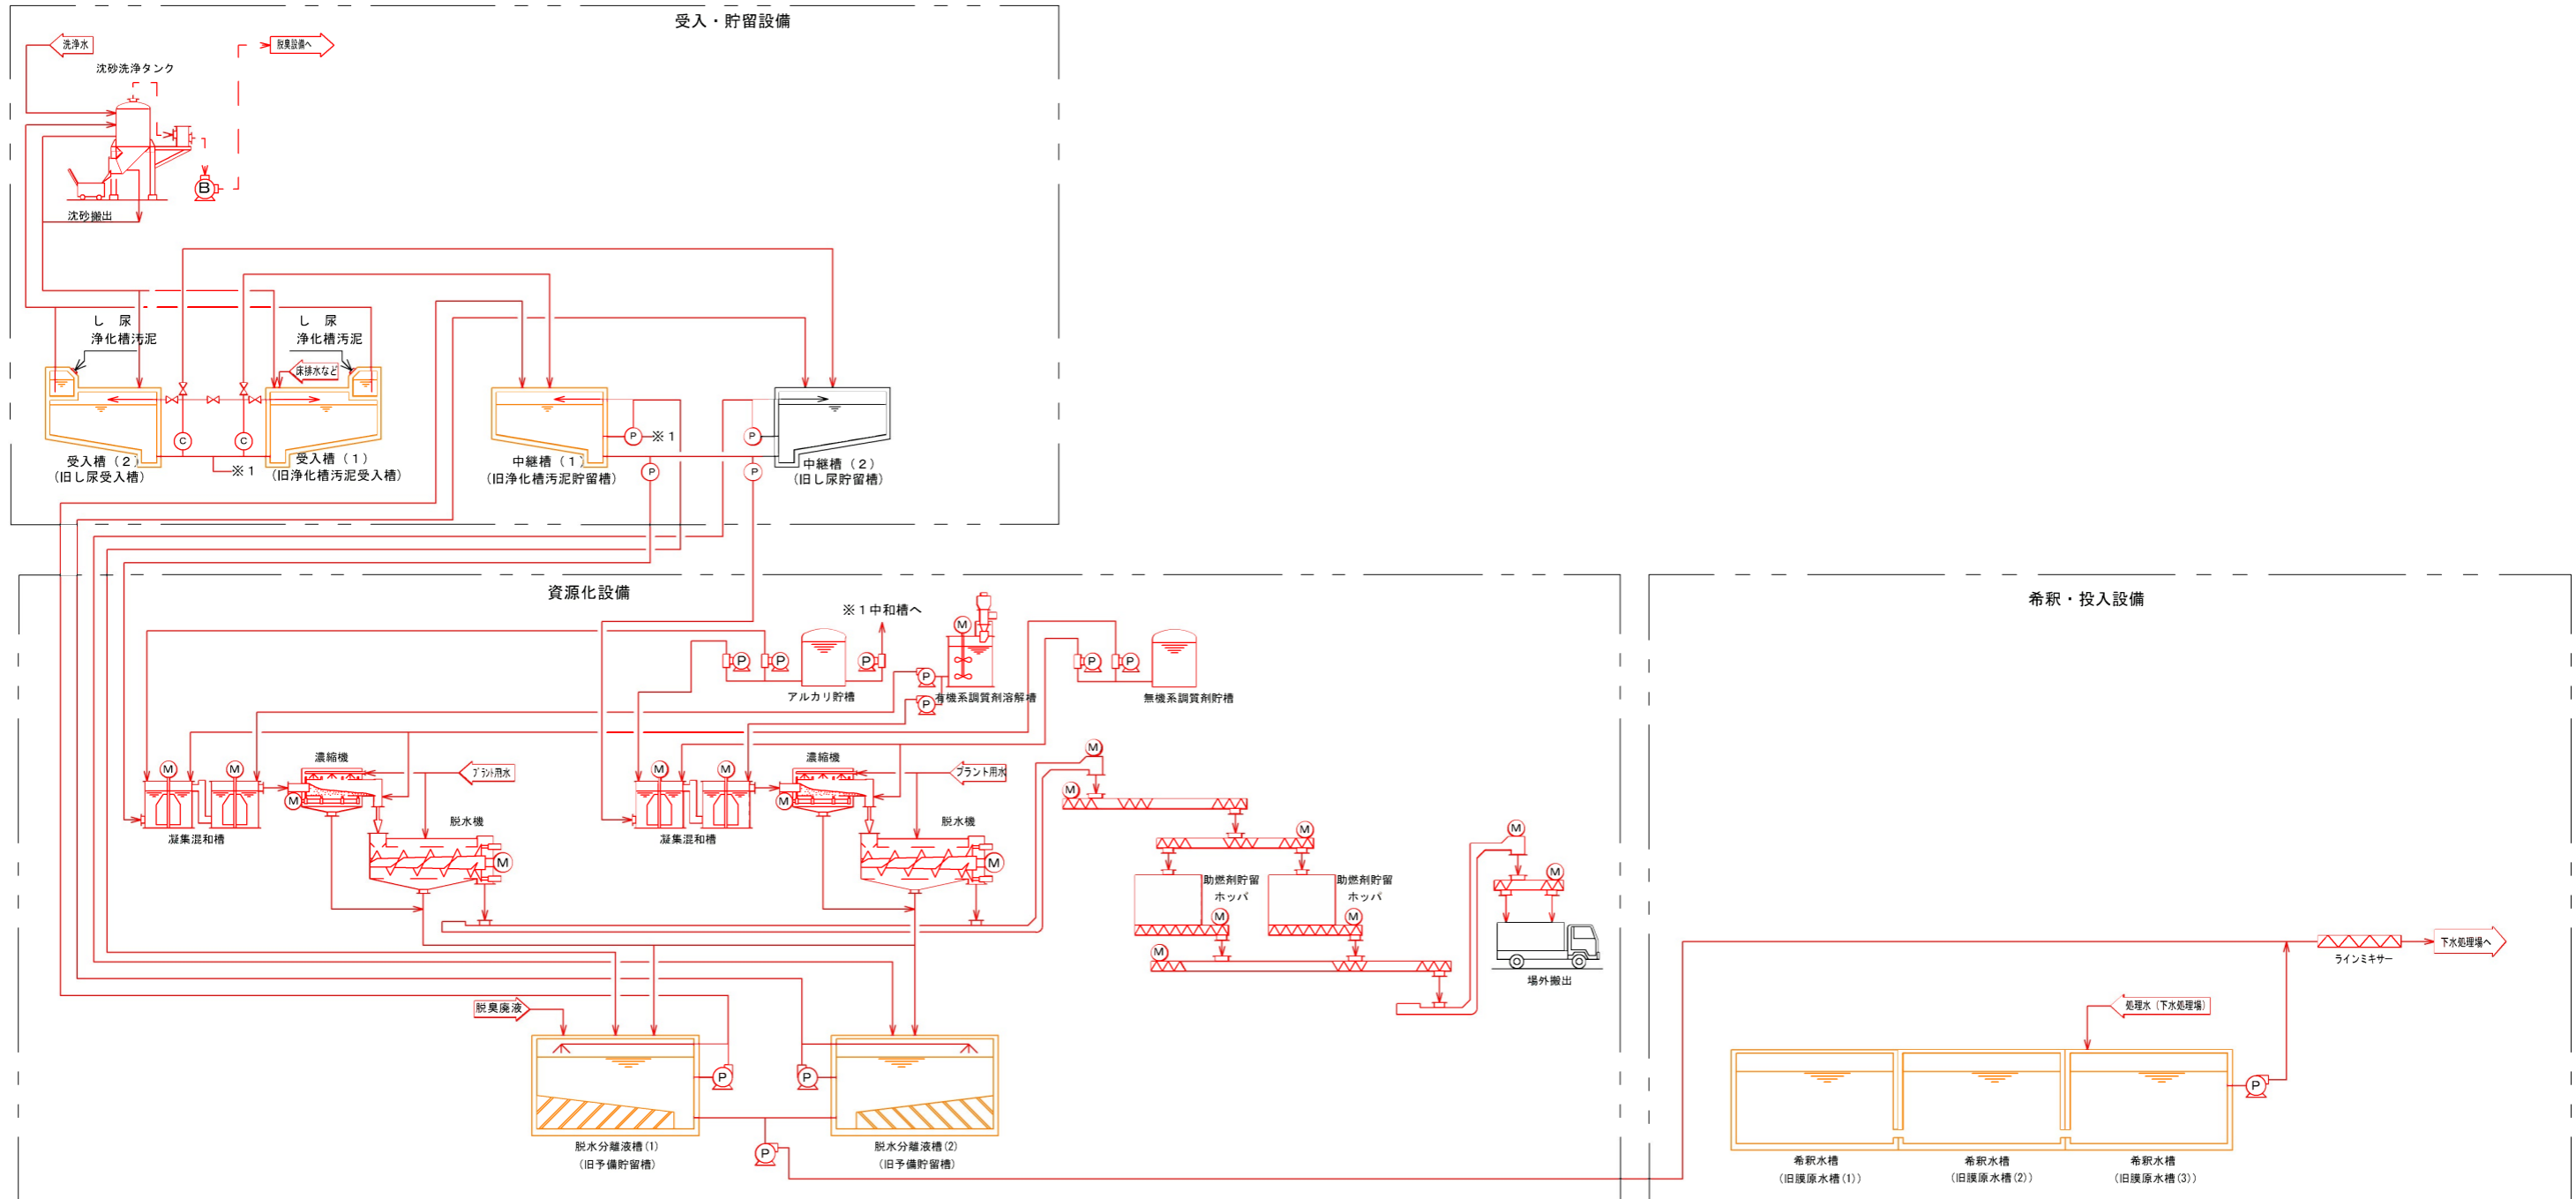 受入・貯留設備
洗浄水
脱臭設備へ
沈砂洗浄タンク
B
沈砂搬出
し 尿
浄化槽汚泥
し 尿
浄化槽汚泥
床排水など
C
C
P
※１
P
受入槽（２）
（旧し尿受入槽）
※１
受入槽（１）
（旧浄化槽汚泥受入槽）
中継槽（１）
（旧浄化槽汚泥貯留槽）
P
P
中継槽（２）
（旧し尿貯留槽）
資源化設備
※１中和槽へ
M
P
P
P
P
P
アルカリ貯槽
P
有機系調質剤溶解槽
P
無機系調質剤貯槽
M
M
濃縮機
M
プラント用水
凝集混和槽
脱水機
M
M
M
濃縮機
M
プラント用水
凝集混和槽
脱水機
M
M
M
M
助燃剤貯留
ホッパ
M
助燃剤貯留
ホッパ
M
M
M
M
場外搬出
脱臭廃液
P
P
脱水分離液槽(1)
（旧予備貯留槽）
P
脱水分離液槽(2)
（旧予備貯留槽）
希釈・投入設備
ラインミキサー
下水処理場へ
処理水（下水処理場）
P
希釈水槽
（旧膜原水槽(1)）
希釈水槽
（旧膜原水槽(2)）
希釈水槽
（旧膜原水槽(3)）